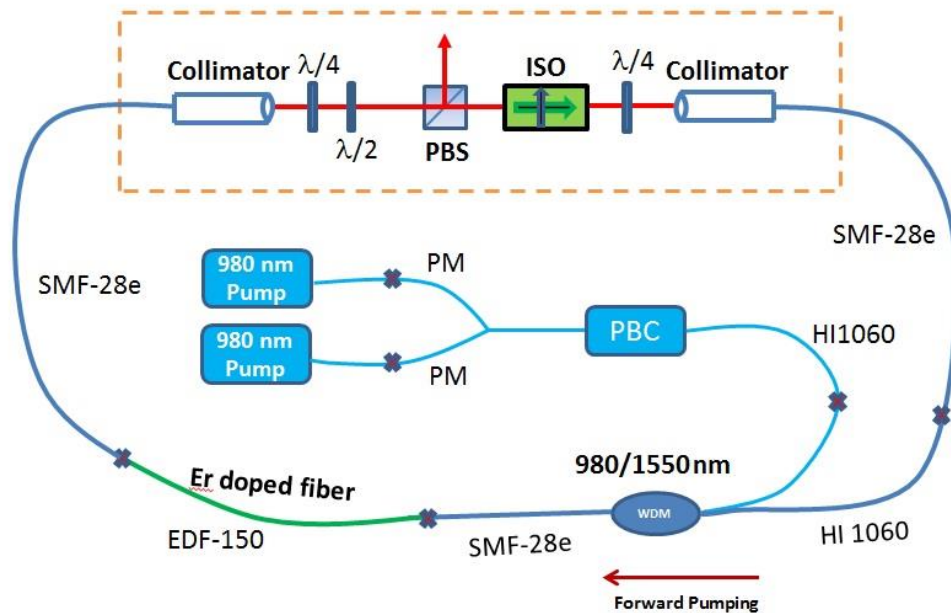 Collimator
λ/4
ISO
λ/4
Collimator
λ/2
PBS
SMF-28e
SMF-28e
980 nm
Pump
PM
980 nm
Pump
PM
PBC
HI1060
Er doped fiber
980/1550nm
WDM
EDF-150
SMF-28e
HI 1060
Forward Pumping